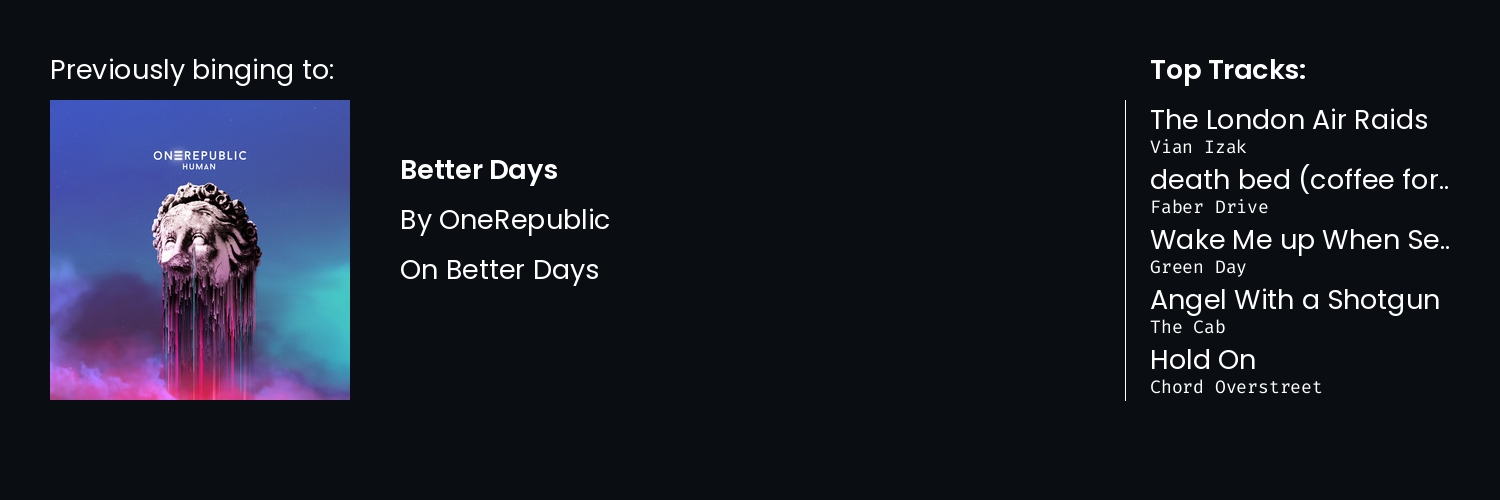 Previously binging to:
ONEREPUBLIC
HUMAN
Better Days
By OneRepublic
On Better Days
Top Tracks:
The London Air Raids
Vian Izak
death bed (coffee for..
Faber Drive
Wake Me up When Se..
Green Day
Angel With a Shotgun
The Cab
Hold On
Chord Overstreet